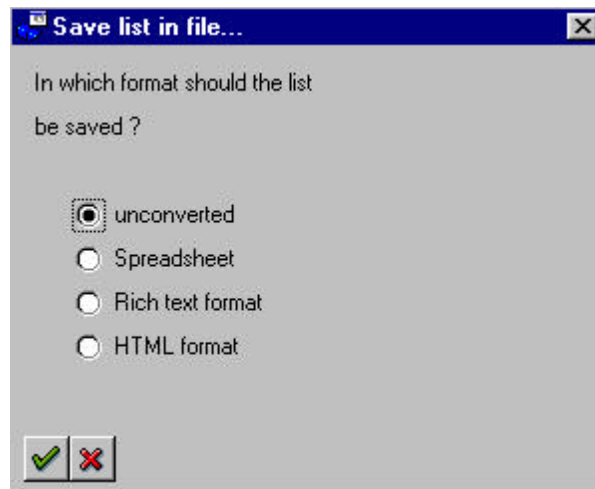 Save list in file...
In which format should the list
be saved ?
unconverted
Spreadsheet
Rich text format
HTML format